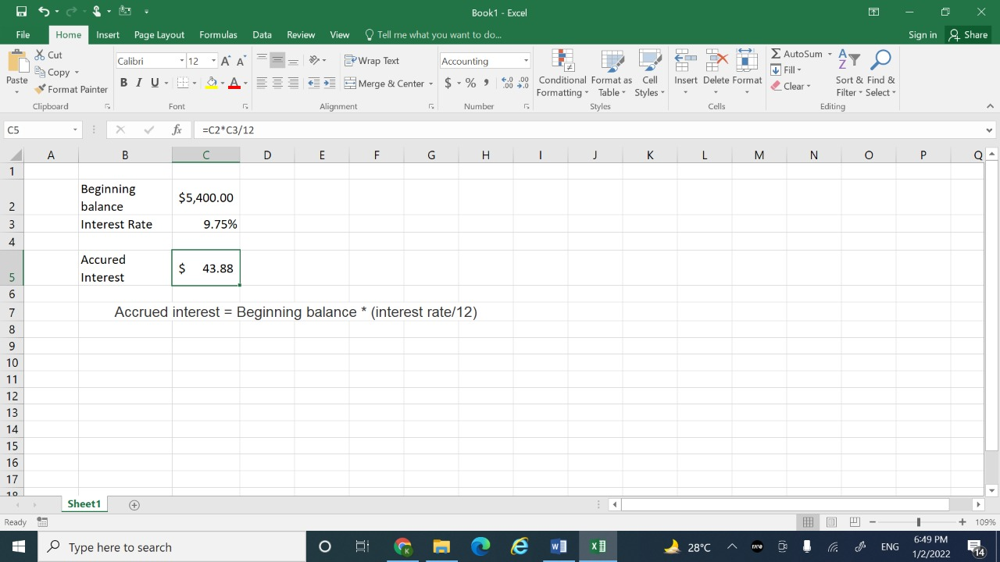 Book1 - Excel
File Home Insert Page Layout Formulas Data Review View Tell me what you want to do... Sign in Share
Cut Calibri 12 A A Wrap Text Accounting AutoSum
Copy Fill
Paste Format Painter B I U A Merge & Center $ % , Conditional Formatting Format as Table Cell Styles Insert Delete Format Clear Sort & Filter Find & Select
Clipboard Font Alignment Number Styles Cells Editing
C5 fx =C2*C3/12
A B C D E F G H I J K L M N O P Q
1
2 Beginning balance $5,400.00
3 Interest Rate 9.75%
4
5 Accured Interest $ 43.88
6
7 Accrued interest = Beginning balance * (interest rate/12)
8
9
10
11
12
13
14
15
16
17
18
Sheet1
Ready 109%
Type here to search 28°C ENG 6:49 PM
1/2/2022 14